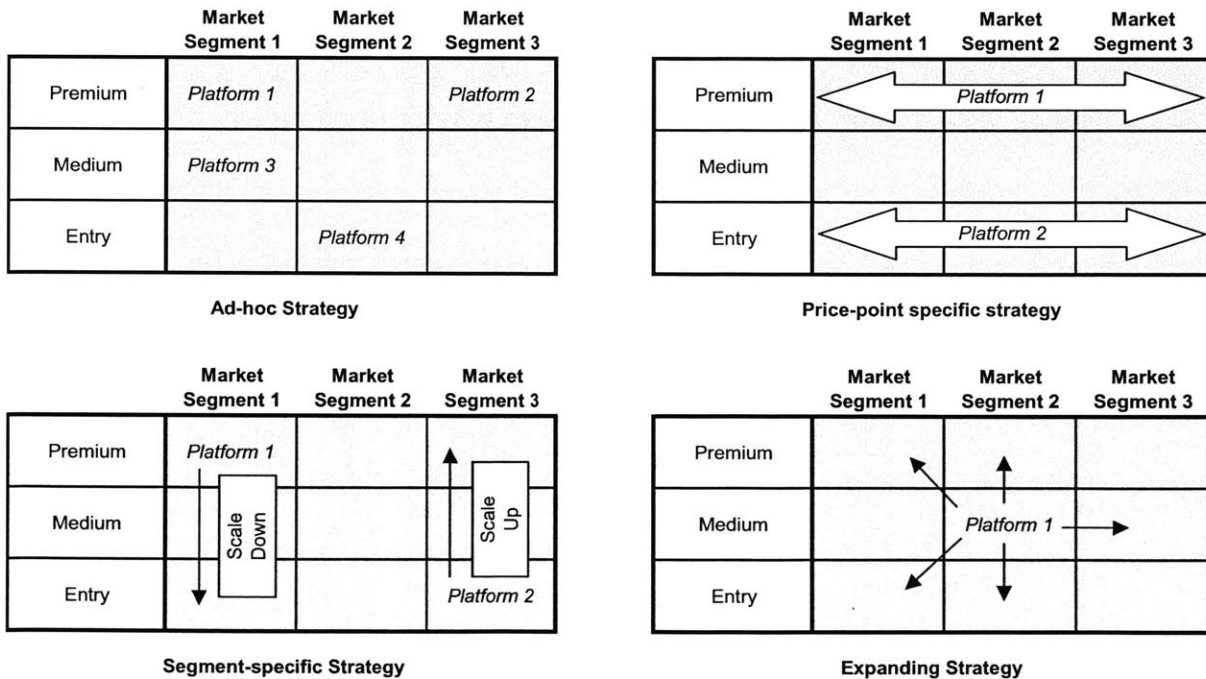 Market Segment 1
Market Segment 2
Market Segment 3
Premium
Platform 1
Platform 2
Medium
Platform 3
Entry
Platform 4
Ad-hoc Strategy
Market Segment 1
Market Segment 2
Market Segment 3
Premium
Platform 1
Medium
Entry
Platform 2
Price-point specific strategy
Market Segment 1
Market Segment 2
Market Segment 3
Premium
Platform 1
Medium
Scale Down
Scale Up
Entry
Platform 2
Segment-specific Strategy
Market Segment 1
Market Segment 2
Market Segment 3
Premium
Medium
Platform 1
Entry
Expanding Strategy